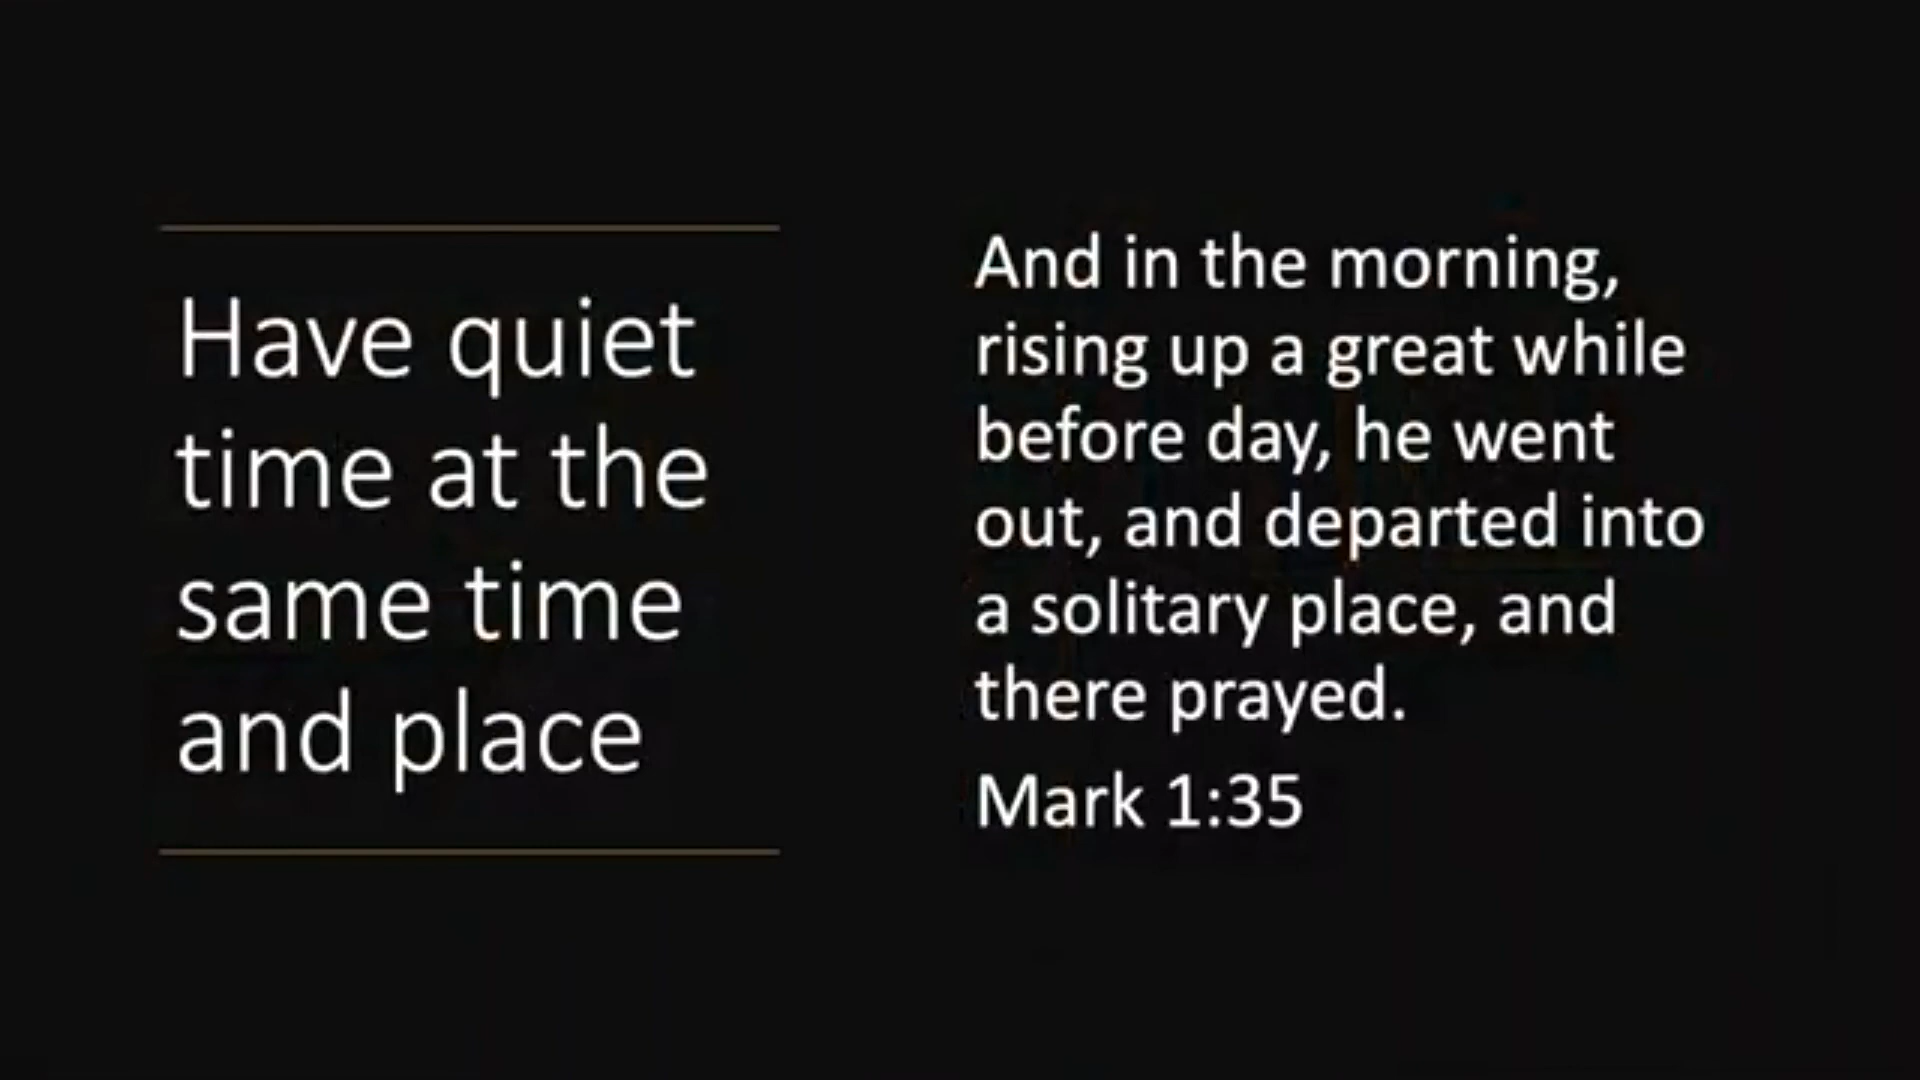 Have quiet
time at the
same time
and place
And in the morning,
rising up a great while
before day, he went
out, and departed into
a solitary place, and
there prayed.
Mark 1:35